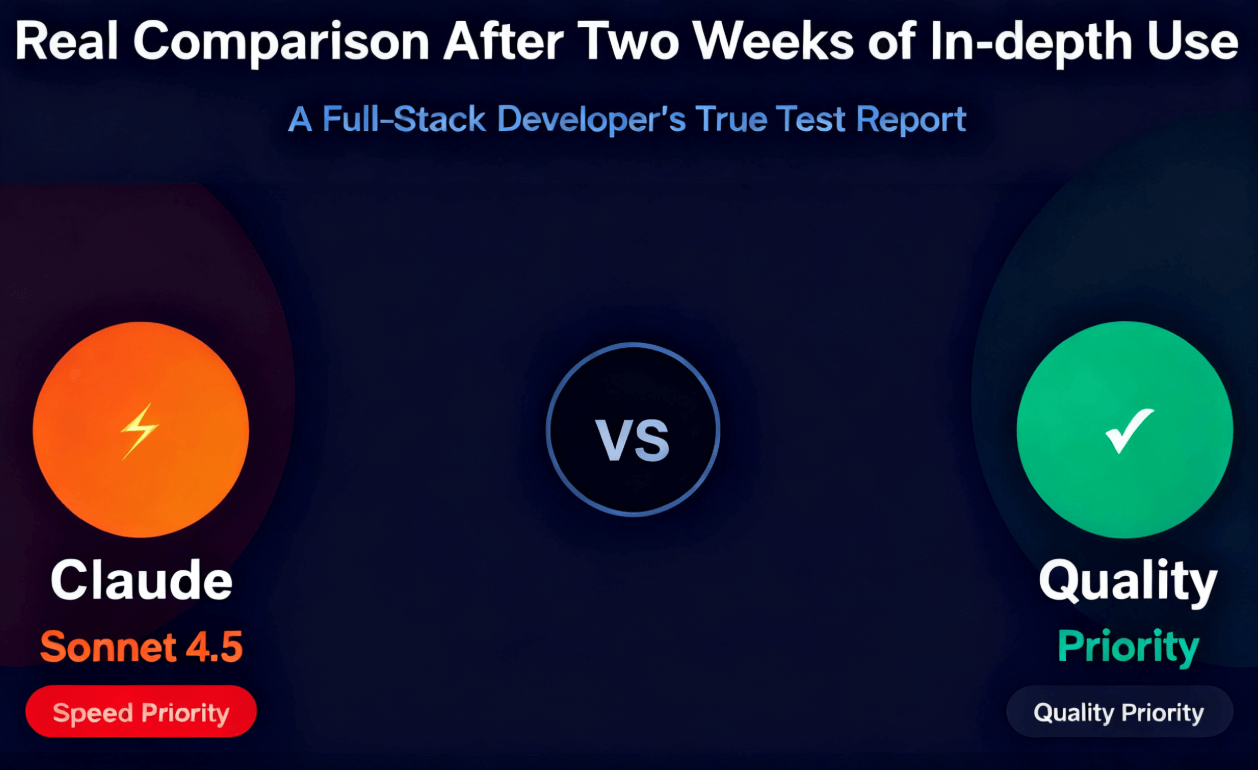 Real Comparison After Two Weeks of In-depth Use
A Full-Stack Developer's True Test Report
VS
Claude
Sonnet 4.5
Speed Priority
Quality
Priority
Quality Priority